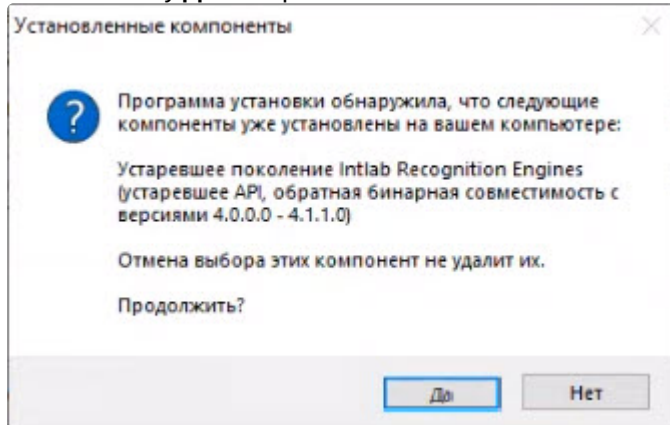 Установленные компоненты
Программа установки обнаружила, что следующие
компоненты уже установлены на вашем компьютере:
Устаревшее поколение Intlab Recognition Engines
(устаревшее API, обратная бинарная совместимость с
версиями 4.0.0.0 - 4.1.1.0)
Отмена выбора этих компонент не удалит их.
Продолжить?
Да
Нет